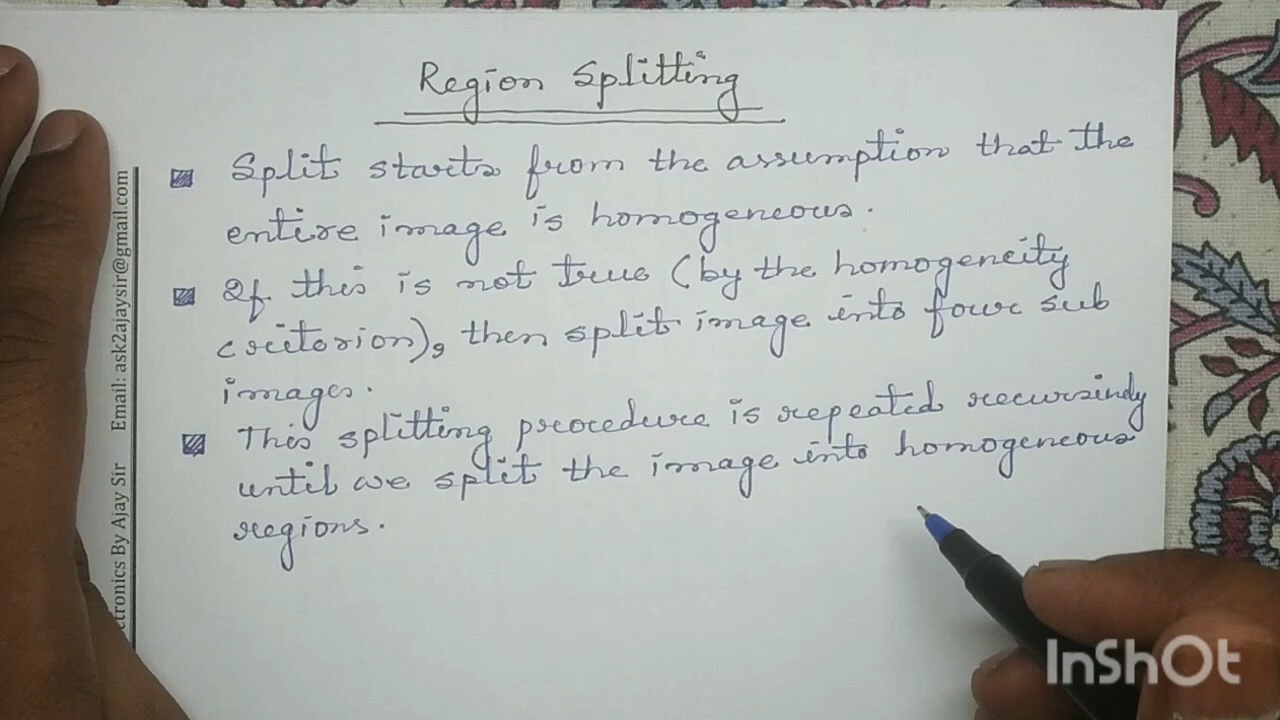 Region Splitting
Split starts from the assumption that the
entire image is homogeneous.
If this is not true (by the homogeneity
criterion), then split image into four sub
images.
This splitting procedure is repeated recursively
until we split the image into homogeneous
regions.
ctronics By Ajay Sir Email: ask2ajaysir@gmail.com
InShOt